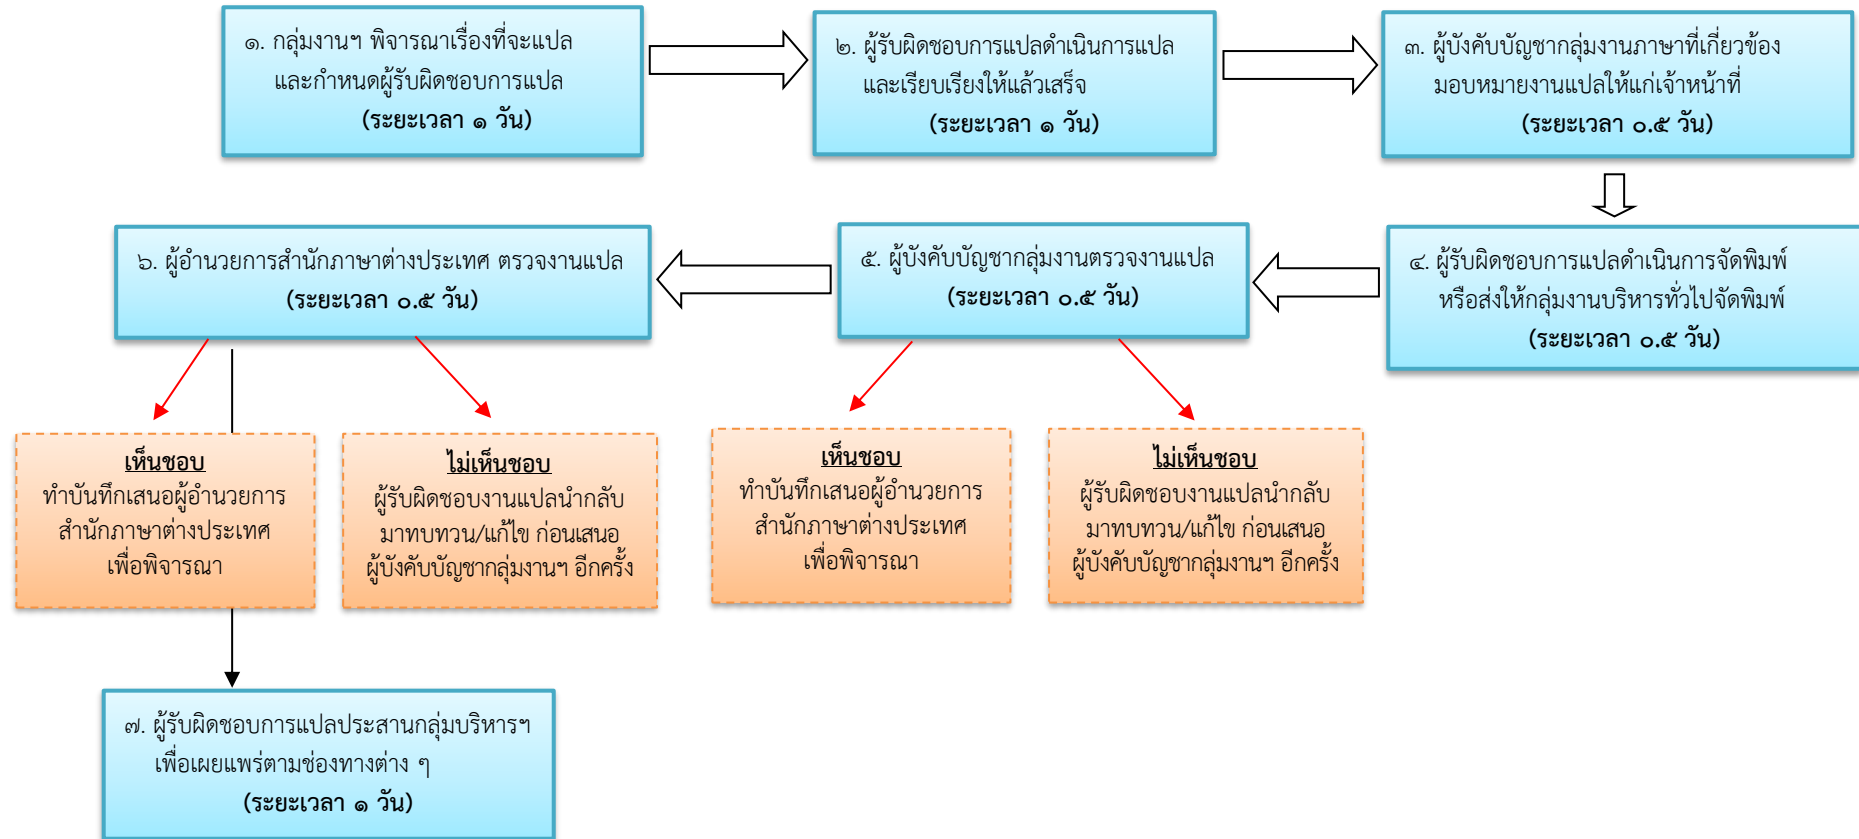 ๑. กลุ่มงานฯ พิจารณาเรื่องที่จะแปล
และกำหนดผู้รับผิดชอบการแปล
(ระยะเวลา ๑ วัน)
๒. ผู้รับผิดชอบการแปลดำเนินการแปล
และเรียบเรียงให้แล้วเสร็จ
(ระยะเวลา ๑ วัน)
๓. ผู้บังคับบัญชากลุ่มงานภาษาที่เกี่ยวข้อง
มอบหมายงานแปลให้แก่เจ้าหน้าที่
(ระยะเวลา ๐.๕ วัน)
๔. ผู้รับผิดชอบการแปลดำเนินการจัดพิมพ์
หรือส่งให้กลุ่มงานบริหารทั่วไปจัดพิมพ์
(ระยะเวลา ๐.๕ วัน)
๕. ผู้บังคับบัญชากลุ่มงานตรวจงานแปล
(ระยะเวลา ๐.๕ วัน)
๖. ผู้อำนวยการสำนักภาษาต่างประเทศ ตรวจงานแปล
(ระยะเวลา ๐.๕ วัน)
เห็นชอบ
ทำบันทึกเสนอผู้อำนวยการ
สำนักภาษาต่างประเทศ
เพื่อพิจารณา
ไม่เห็นชอบ
ผู้รับผิดชอบงานแปลนำกลับ
มาทบทวน/แก้ไข ก่อนเสนอ
ผู้บังคับบัญชากลุ่มงานฯ อีกครั้ง
เห็นชอบ
ทำบันทึกเสนอผู้อำนวยการ
สำนักภาษาต่างประเทศ
เพื่อพิจารณา
ไม่เห็นชอบ
ผู้รับผิดชอบงานแปลนำกลับ
มาทบทวน/แก้ไข ก่อนเสนอ
ผู้บังคับบัญชากลุ่มงานฯ อีกครั้ง
๗. ผู้รับผิดชอบการแปลประสานกลุ่มบริหารฯ
เพื่อเผยแพร่ตามช่องทางต่าง ๆ
(ระยะเวลา ๑ วัน)